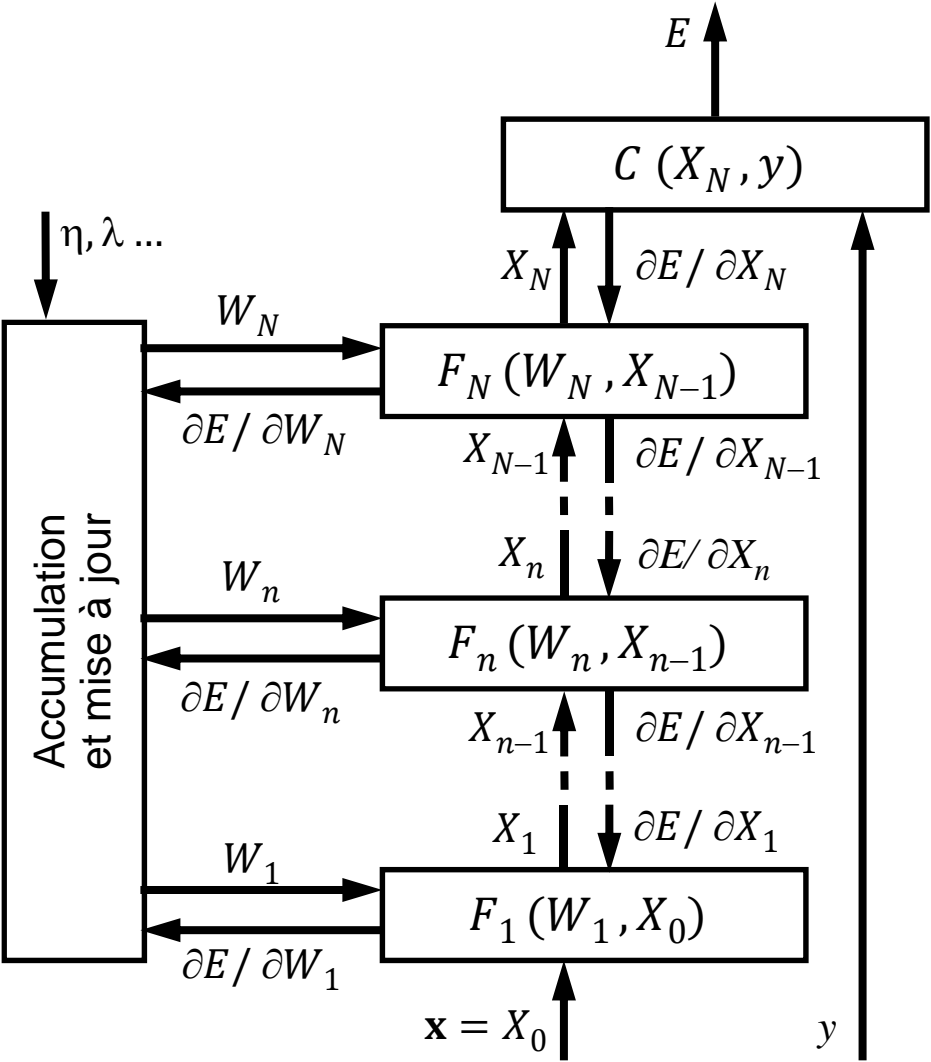 E
C (X_N, y)
η, λ ...
X_N
∂E/ ∂X_N
W_N
F_N (W_N, X_{N−1})
∂E/ ∂W_N
X_{N−1}
∂E/ ∂X_{N−1}
Accumulation
et mise à jour
X_n
∂E/ ∂X_n
W_n
F_n (W_n, X_{n−1})
∂E/ ∂W_n
X_{n−1}
∂E/ ∂X_{n−1}
X_1
∂E/ ∂X_1
W_1
F_1 (W_1, X_0)
∂E/ ∂W_1
x = X_0
y